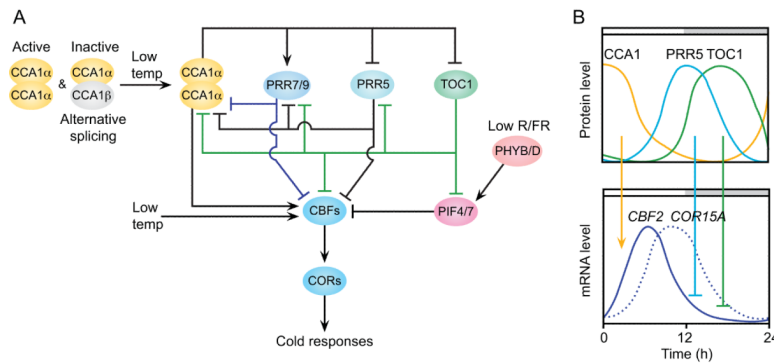 A
Active
Inactive
CCA1α
CCA1α
&
CCA1α
CCA1β
Alternative
splicing
Low
temp
CCA1α
CCA1α
PRR7/9
PRR5
TOC1
Low R/FR
PHYB/D
Low
temp
CBFs
PIF4/7
CORs
Cold responses
B
Protein level
CCA1
PRR5
TOC1
mRNA level
CBF2
COR15A
0
12
24
Time (h)